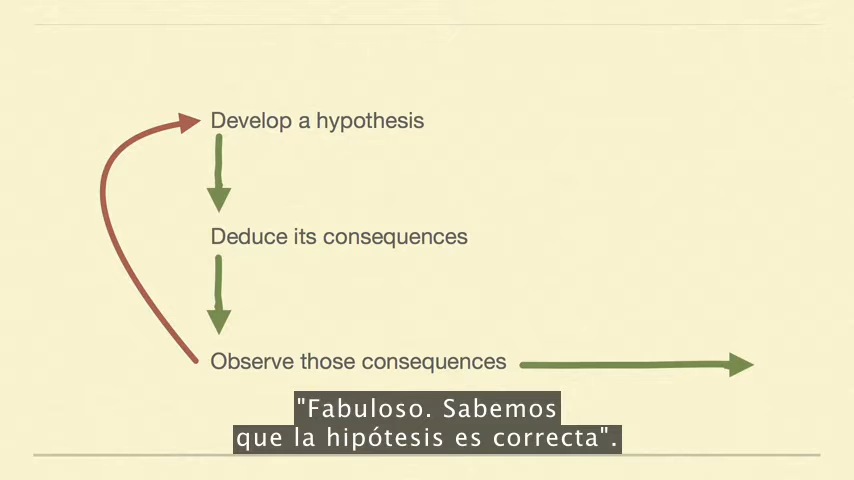 Develop a hypothesis
Deduce its consequences
Observe those consequences
"Fabuloso. Sabemos
que la hipótesis es correcta".